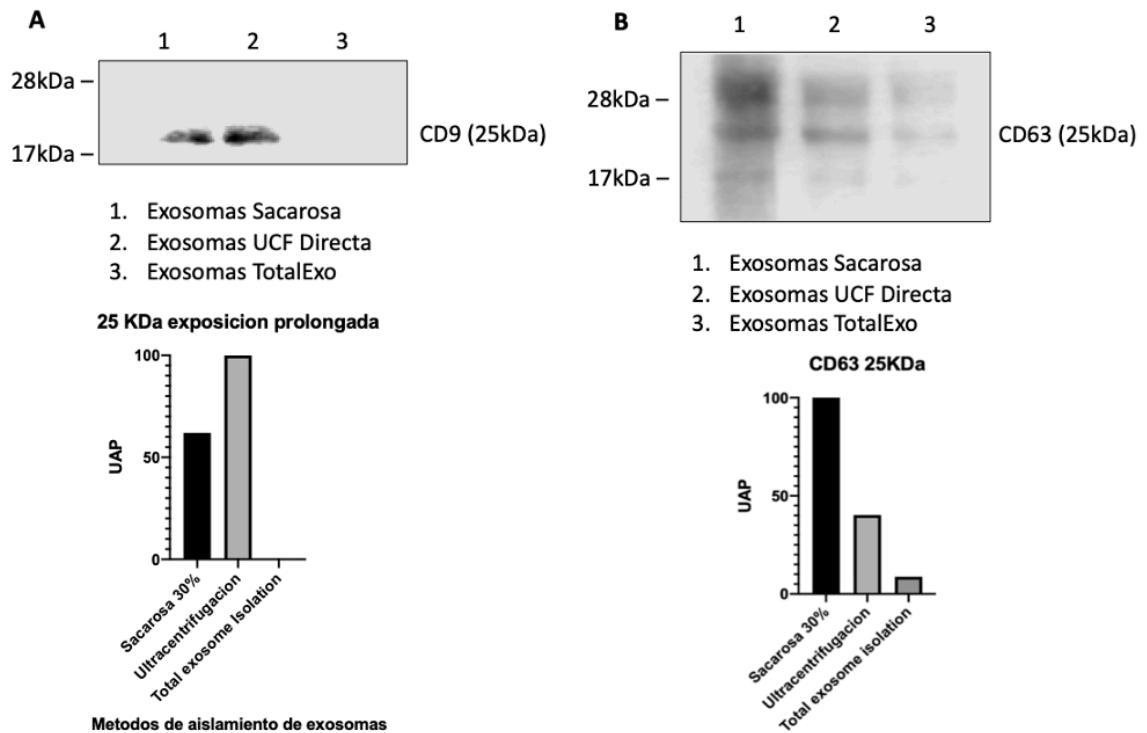 A
1 2 3
28kDa –
CD9 (25kDa)
17kDa –
1. Exosomas Sacarosa
2. Exosomas UCF Directa
3. Exosomas TotalExo
25 KDa exposicion prolongada
100
50
0
UAP
Sacarosa 30%
Ultracentrifugacion
Total exosome Isolation
Metodos de aislamiento de exosomas
B
1 2 3
28kDa –
CD63 (25kDa)
17kDa –
1. Exosomas Sacarosa
2. Exosomas UCF Directa
3. Exosomas TotalExo
CD63 25KDa
100
50
0
UAP
Sacarosa 30%
Ultracentrifugacion
Total exosome isolation